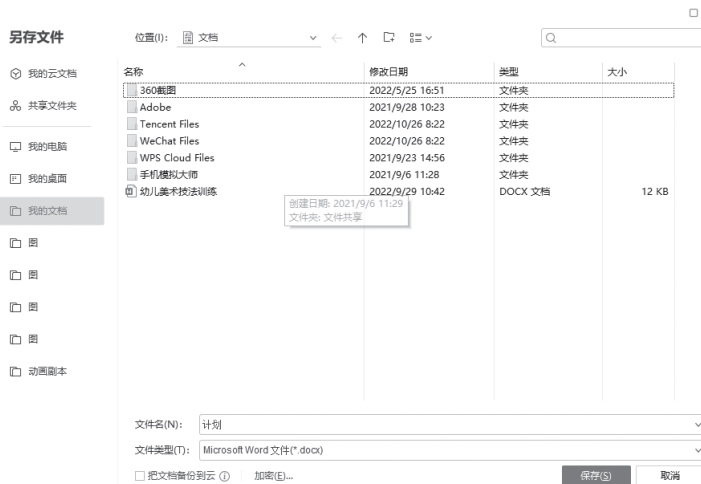 另存文件
位置(I): 文档
我的云文档
共享文件夹
我的电脑
我的桌面
我的文档
图
图
图
图
动画剧本
名称 修改日期 类型 大小
360截图 2022/5/25 16:51 文件夹
Adobe 2021/9/28 10:23 文件夹
Tencent Files 2022/10/26 8:22 文件夹
WeChat Files 2022/10/26 8:22 文件夹
WPS Cloud Files 2021/9/23 14:56 文件夹
手机模拟大师 2021/9/6 11:28 文件夹
幼儿美术技法训练 2022/9/29 10:42 DOCX 文档 12 KB
创建日期: 2021/9/6 11:29
文件夹: 文件共享
文件名(N): 计划
文件类型(T): Microsoft Word 文件(*.docx)
把文档备份到云 加密(E)... 保存(S) 取消